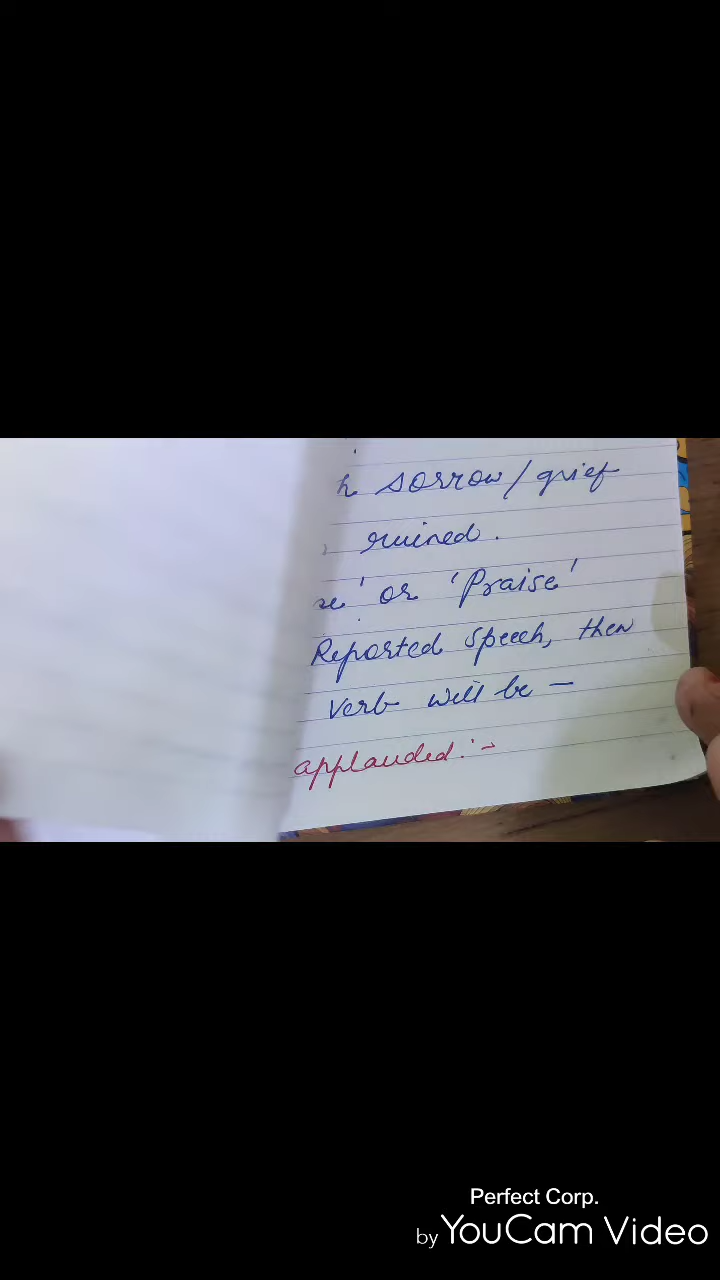 sorrow/grief
ruined.
or 'Praise'
Reported speech, then
Verb will be —
applauded:-
Perfect Corp.
by YouCam Video